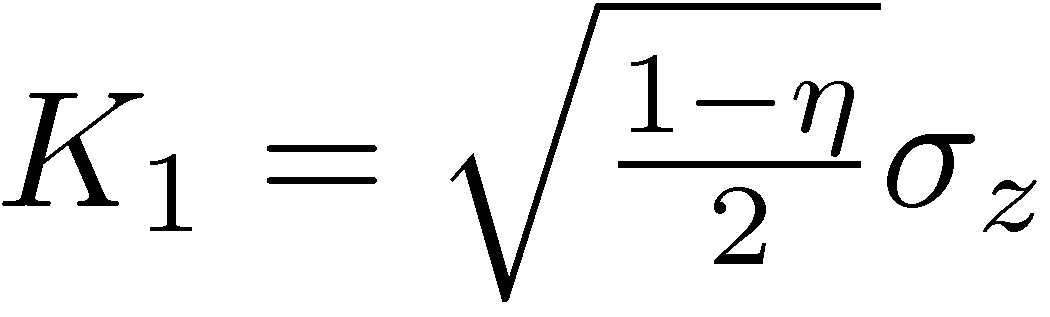 $K_1 = \sqrt{\frac{1-\eta}{2}} \sigma_z$